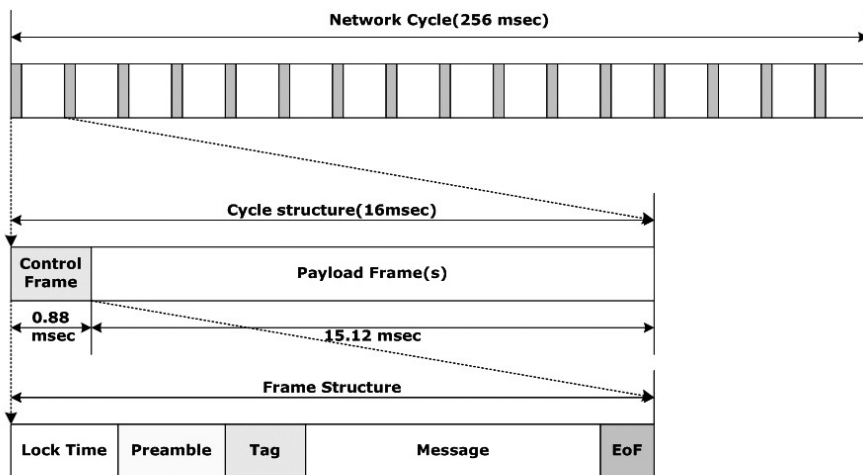 Network Cycle(256 msec)
Cycle structure(16msec)
Control
Frame
Payload Frame(s)
0.88
msec
15.12 msec
Frame Structure
Lock Time
Preamble
Tag
Message
EoF